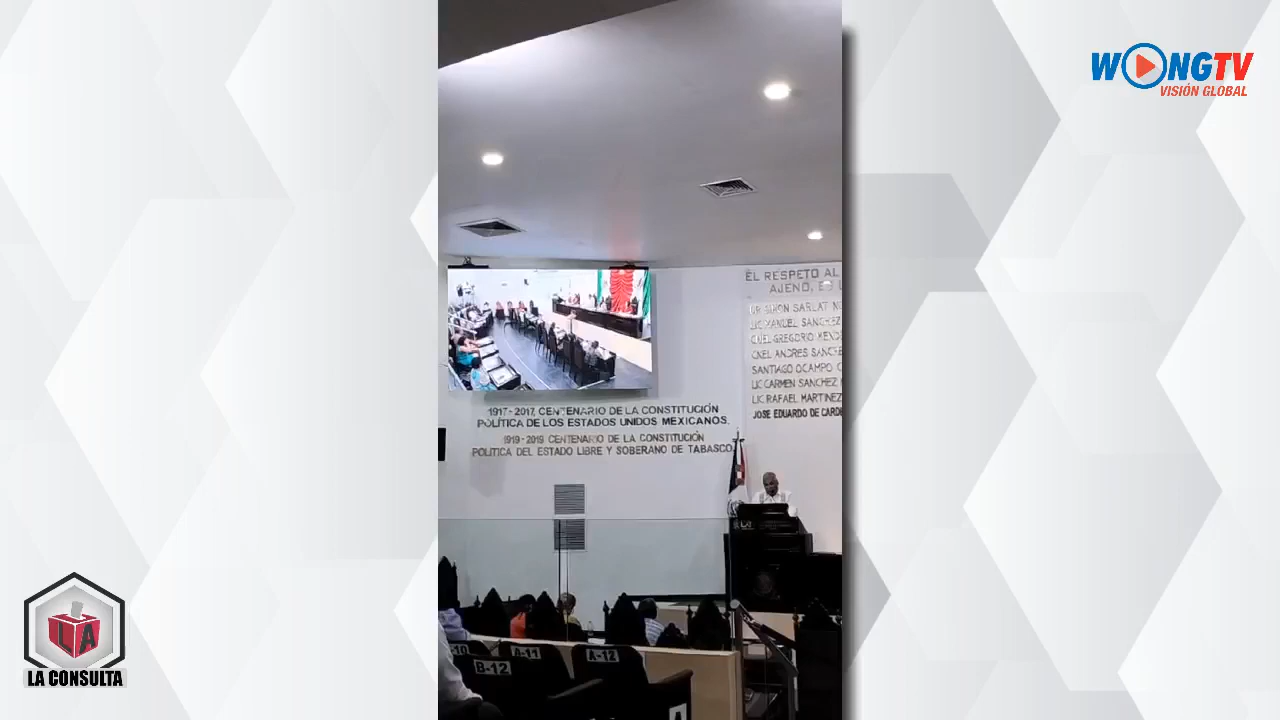 WONGTV
VISIÓN GLOBAL
EL RESPETO AL
AJENO, ES
LIC MANUEL SANCHEZ
CNEL GREGORIO
CNEL ANDRES
SANTIAGO OCAMPO
LIC CARMEN SANCHEZ
LIC RAFAEL MARTINEZ
JOSE EDUARDO DE
1917-2017, CENTENARIO DE LA CONSTITUCIÓN
POLÍTICA DE LOS ESTADOS UNIDOS MEXICANOS.
1919-2019 CENTENARIO DE LA CONSTITUCIÓN
POLÍTICA DEL ESTADO LIBRE Y SOBERANO DE TABASCO
A-11
A-12
B-12
A
LA
LA CONSULTA